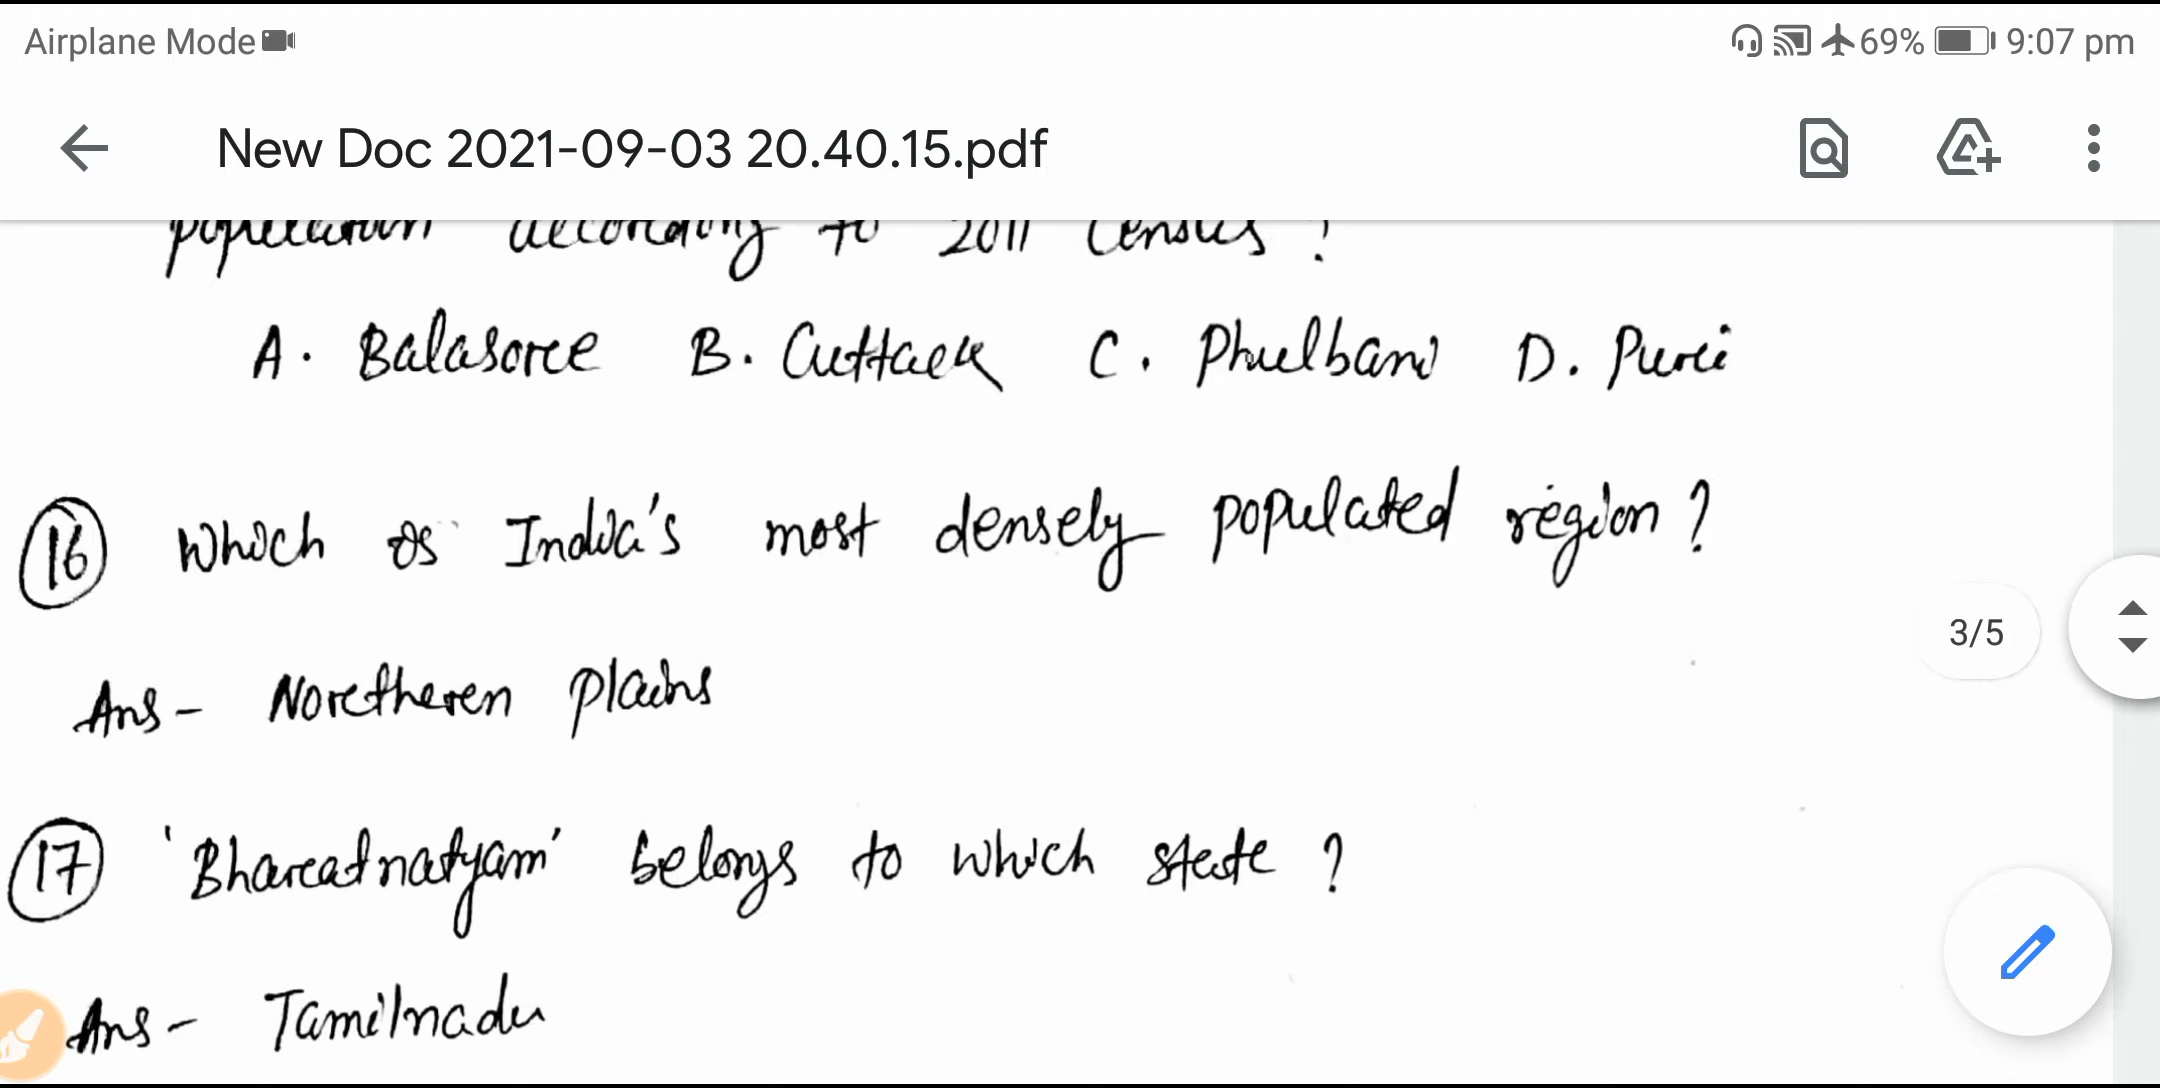 Airplane Mode
69% 9:07 pm
New Doc 2021-09-03 20.40.15.pdf
population according to 2011 Census ?
A. Balasore B. Cuttack C. Phulbani D. Puri
16 Which is India's most densely populated region ?
3/5
Ans - Northeren plains
17 'Bharatnatyam' belongs to which state ?
Ans - Tamilnadu